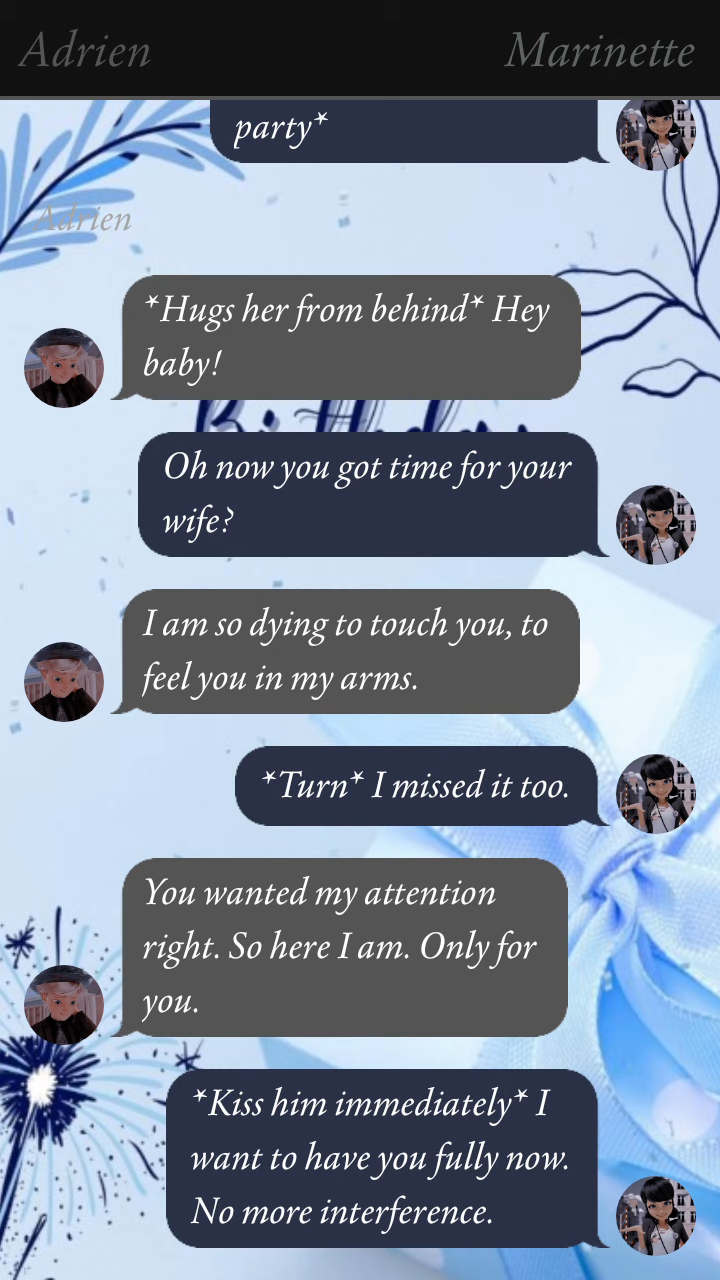 Adrien Marinette
party*
Adrien
*Hugs her from behind* Hey
baby!
Birthday
Oh now you got time for your
wife?
I am so dying to touch you, to
feel you in my arms.
*Turn* I missed it too.
You wanted my attention
right. So here I am. Only for
you.
*Kiss him immediately* I
want to have you fully now.
No more interference.